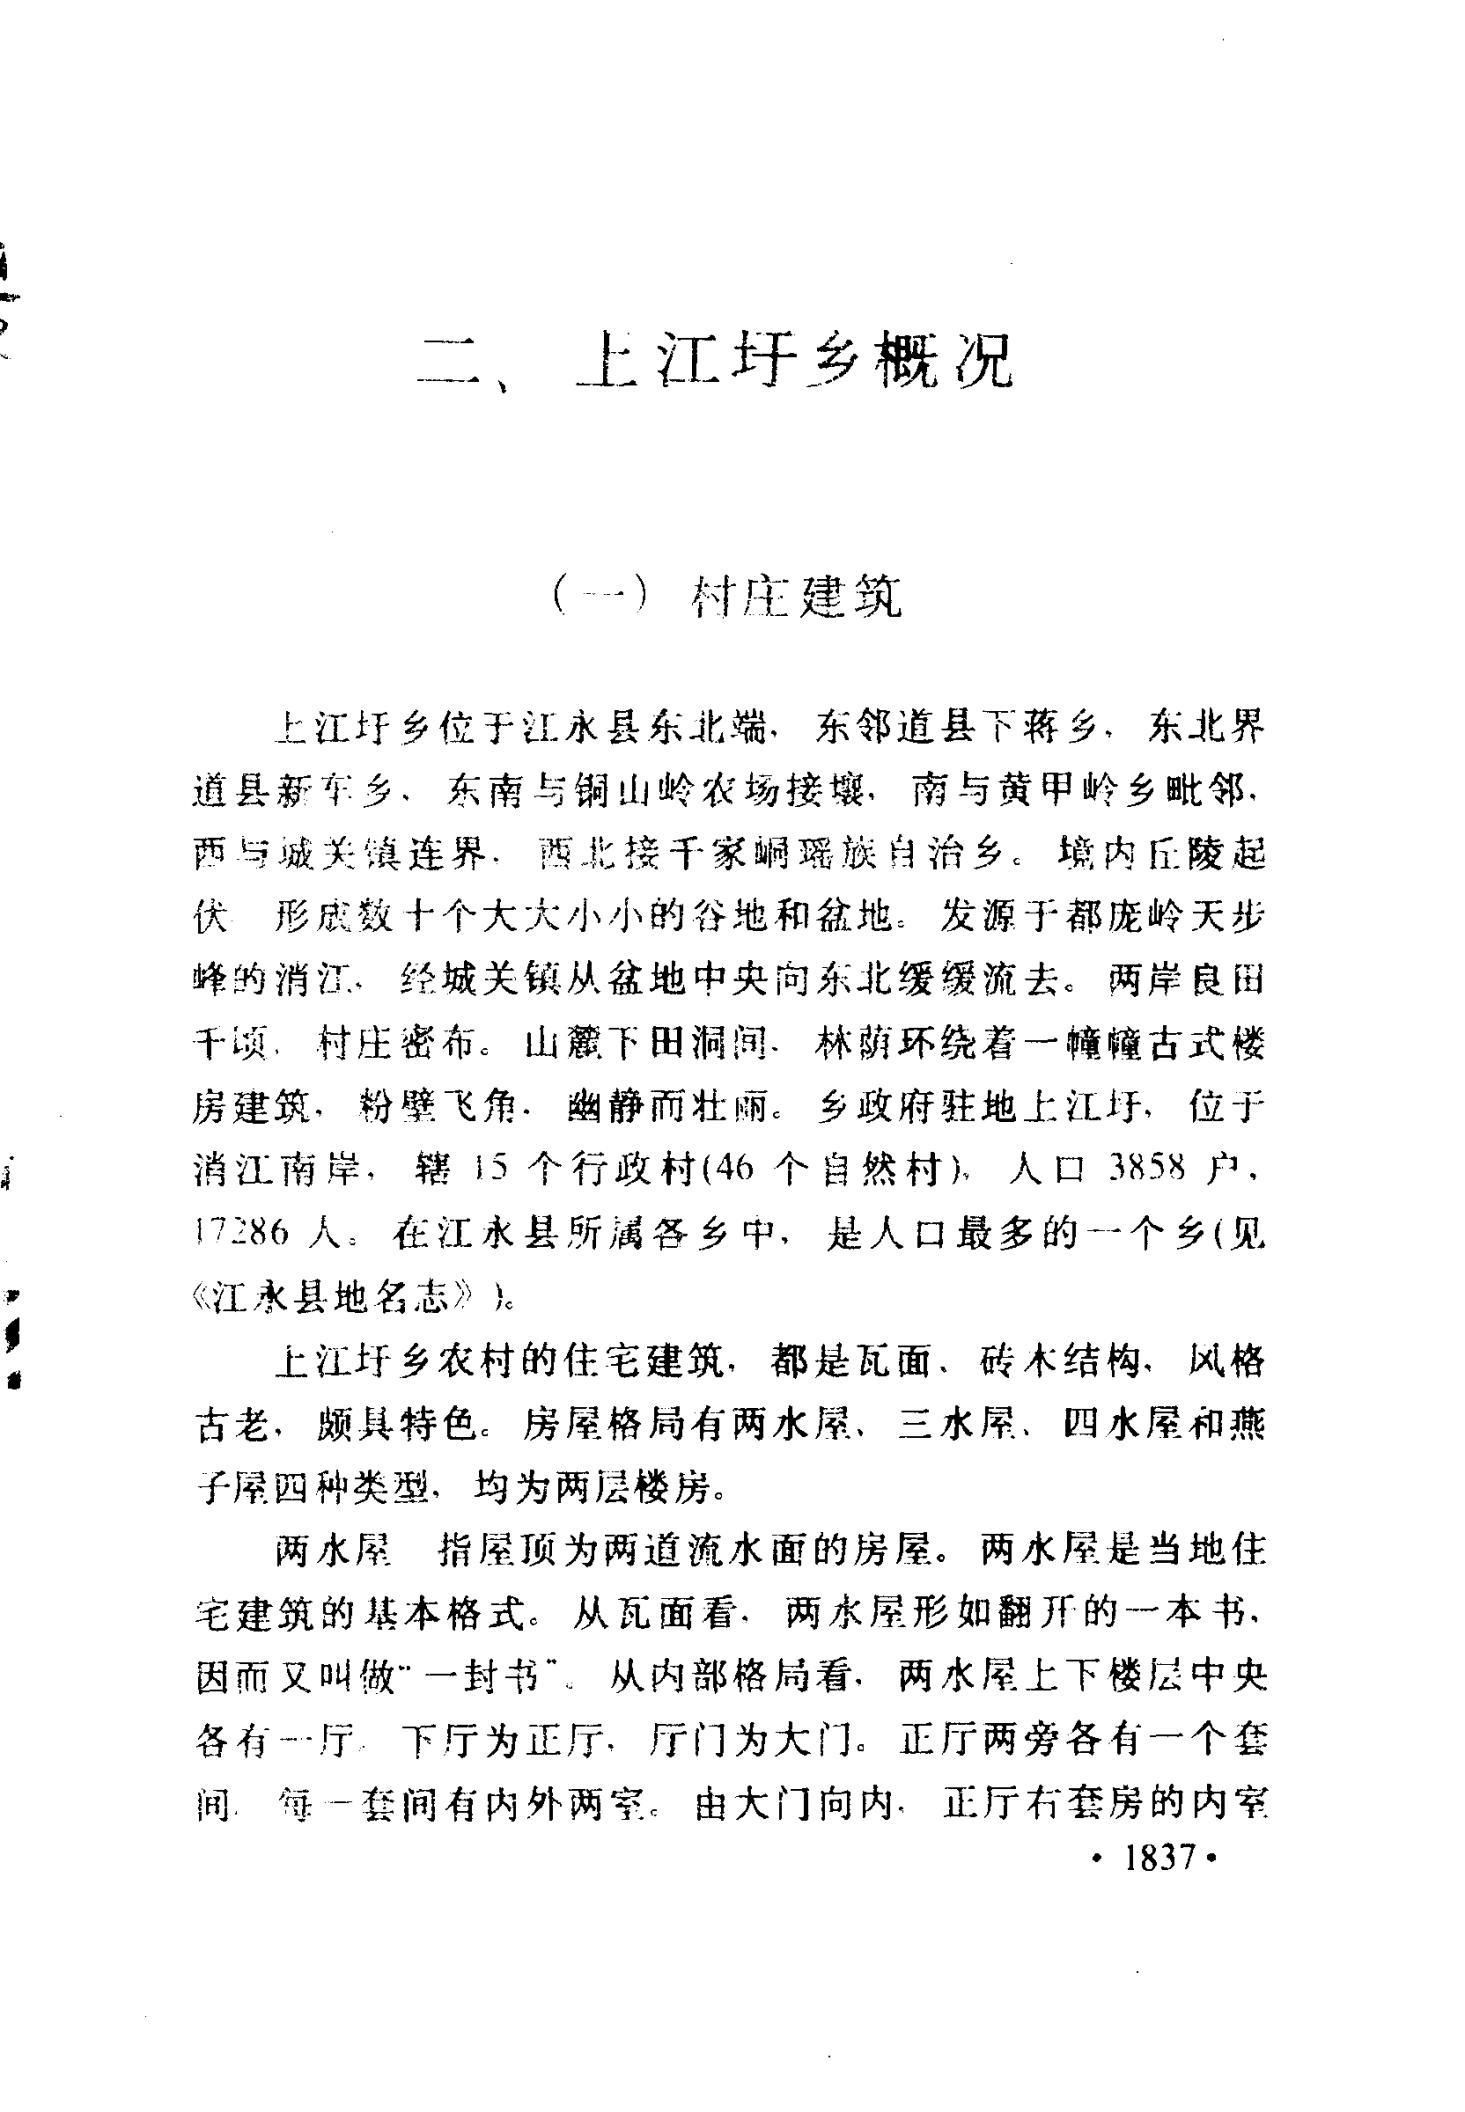 二、上江圩乡概况
（一）村庄建筑
上江圩乡位于江永县东北端，东邻道县下蒋乡，东北界
道县新车乡、东南与铜山岭农场接壤，南与黄甲岭乡毗邻，
西与城关镇连界，西北接千家峒瑶族自治乡。境内丘陵起
伏 形成数十个大大小小的谷地和盆地。发源于都庞岭天步
峰的消江，经城关镇从盆地中央向东北缓缓流去。两岸良田
千顷，村庄密布。山麓下田洞间，林荫环绕着一幢幢古式楼
房建筑，粉壁飞角，幽静而壮丽。乡政府驻地上江圩，位于
消江南岸，辖 15 个行政村(46 个自然村)，人口 3858 户，
17286 人。在江永县所属各乡中，是人口最多的一个乡(见
《江永县地名志》)。
上江圩乡农村的住宅建筑，都是瓦面、砖木结构，风格
古老，颇具特色。房屋格局有两水屋、三水屋、四水屋和燕
子屋四种类型，均为两层楼房。
两水屋 指屋顶为两道流水面的房屋。两水屋是当地住
宅建筑的基本格式。从瓦面看，两水屋形如翻开的一本书，
因而又叫做“一封书”。从内部格局看，两水屋上下楼层中央
各有一厅，下厅为正厅，厅门为大门。正厅两旁各有一个套
间，每一套间有内外两室。由大门向内，正厅右套房的内室
·1837·